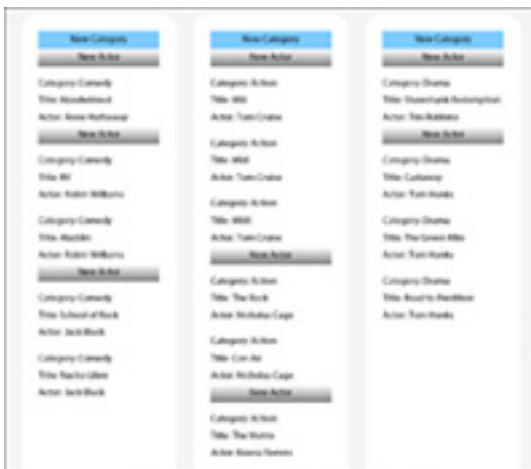 New Category
New Actor
Category: Comedy
Title: Hoodwinked
Actor: Anne Hathaway
New Actor
Category: Comedy
Title: RV
Actor: Robin Williams
Category: Comedy
Title: Aladdin
Actor: Robin Williams
New Actor
Category: Comedy
Title: School of Rock
Actor: Jack Black
Category: Comedy
Title: Nacho Libre
Actor: Jack Black
New Category
New Actor
Category: Action
Title:
Actor: Tom Cruise
Category: Action
Title:
Actor: Tom Cruise
Category: Action
Title:
Actor: Tom Cruise
New Actor
Category: Action
Title: The Rock
Actor: Nicholas Cage
Category: Action
Title: Con Air
Actor: Nicholas Cage
New Actor
Category: Action
Title: The
Actor:
New Category
New Actor
Category: Drama
Title: Shawshank Redemption
Actor: Tim Robbins
New Actor
Category: Drama
Title: Castaway
Actor: Tom Hanks
Category: Drama
Title: The Green Mile
Actor: Tom Hanks
Category: Drama
Title: Road to Perdition
Actor: Tom Hanks